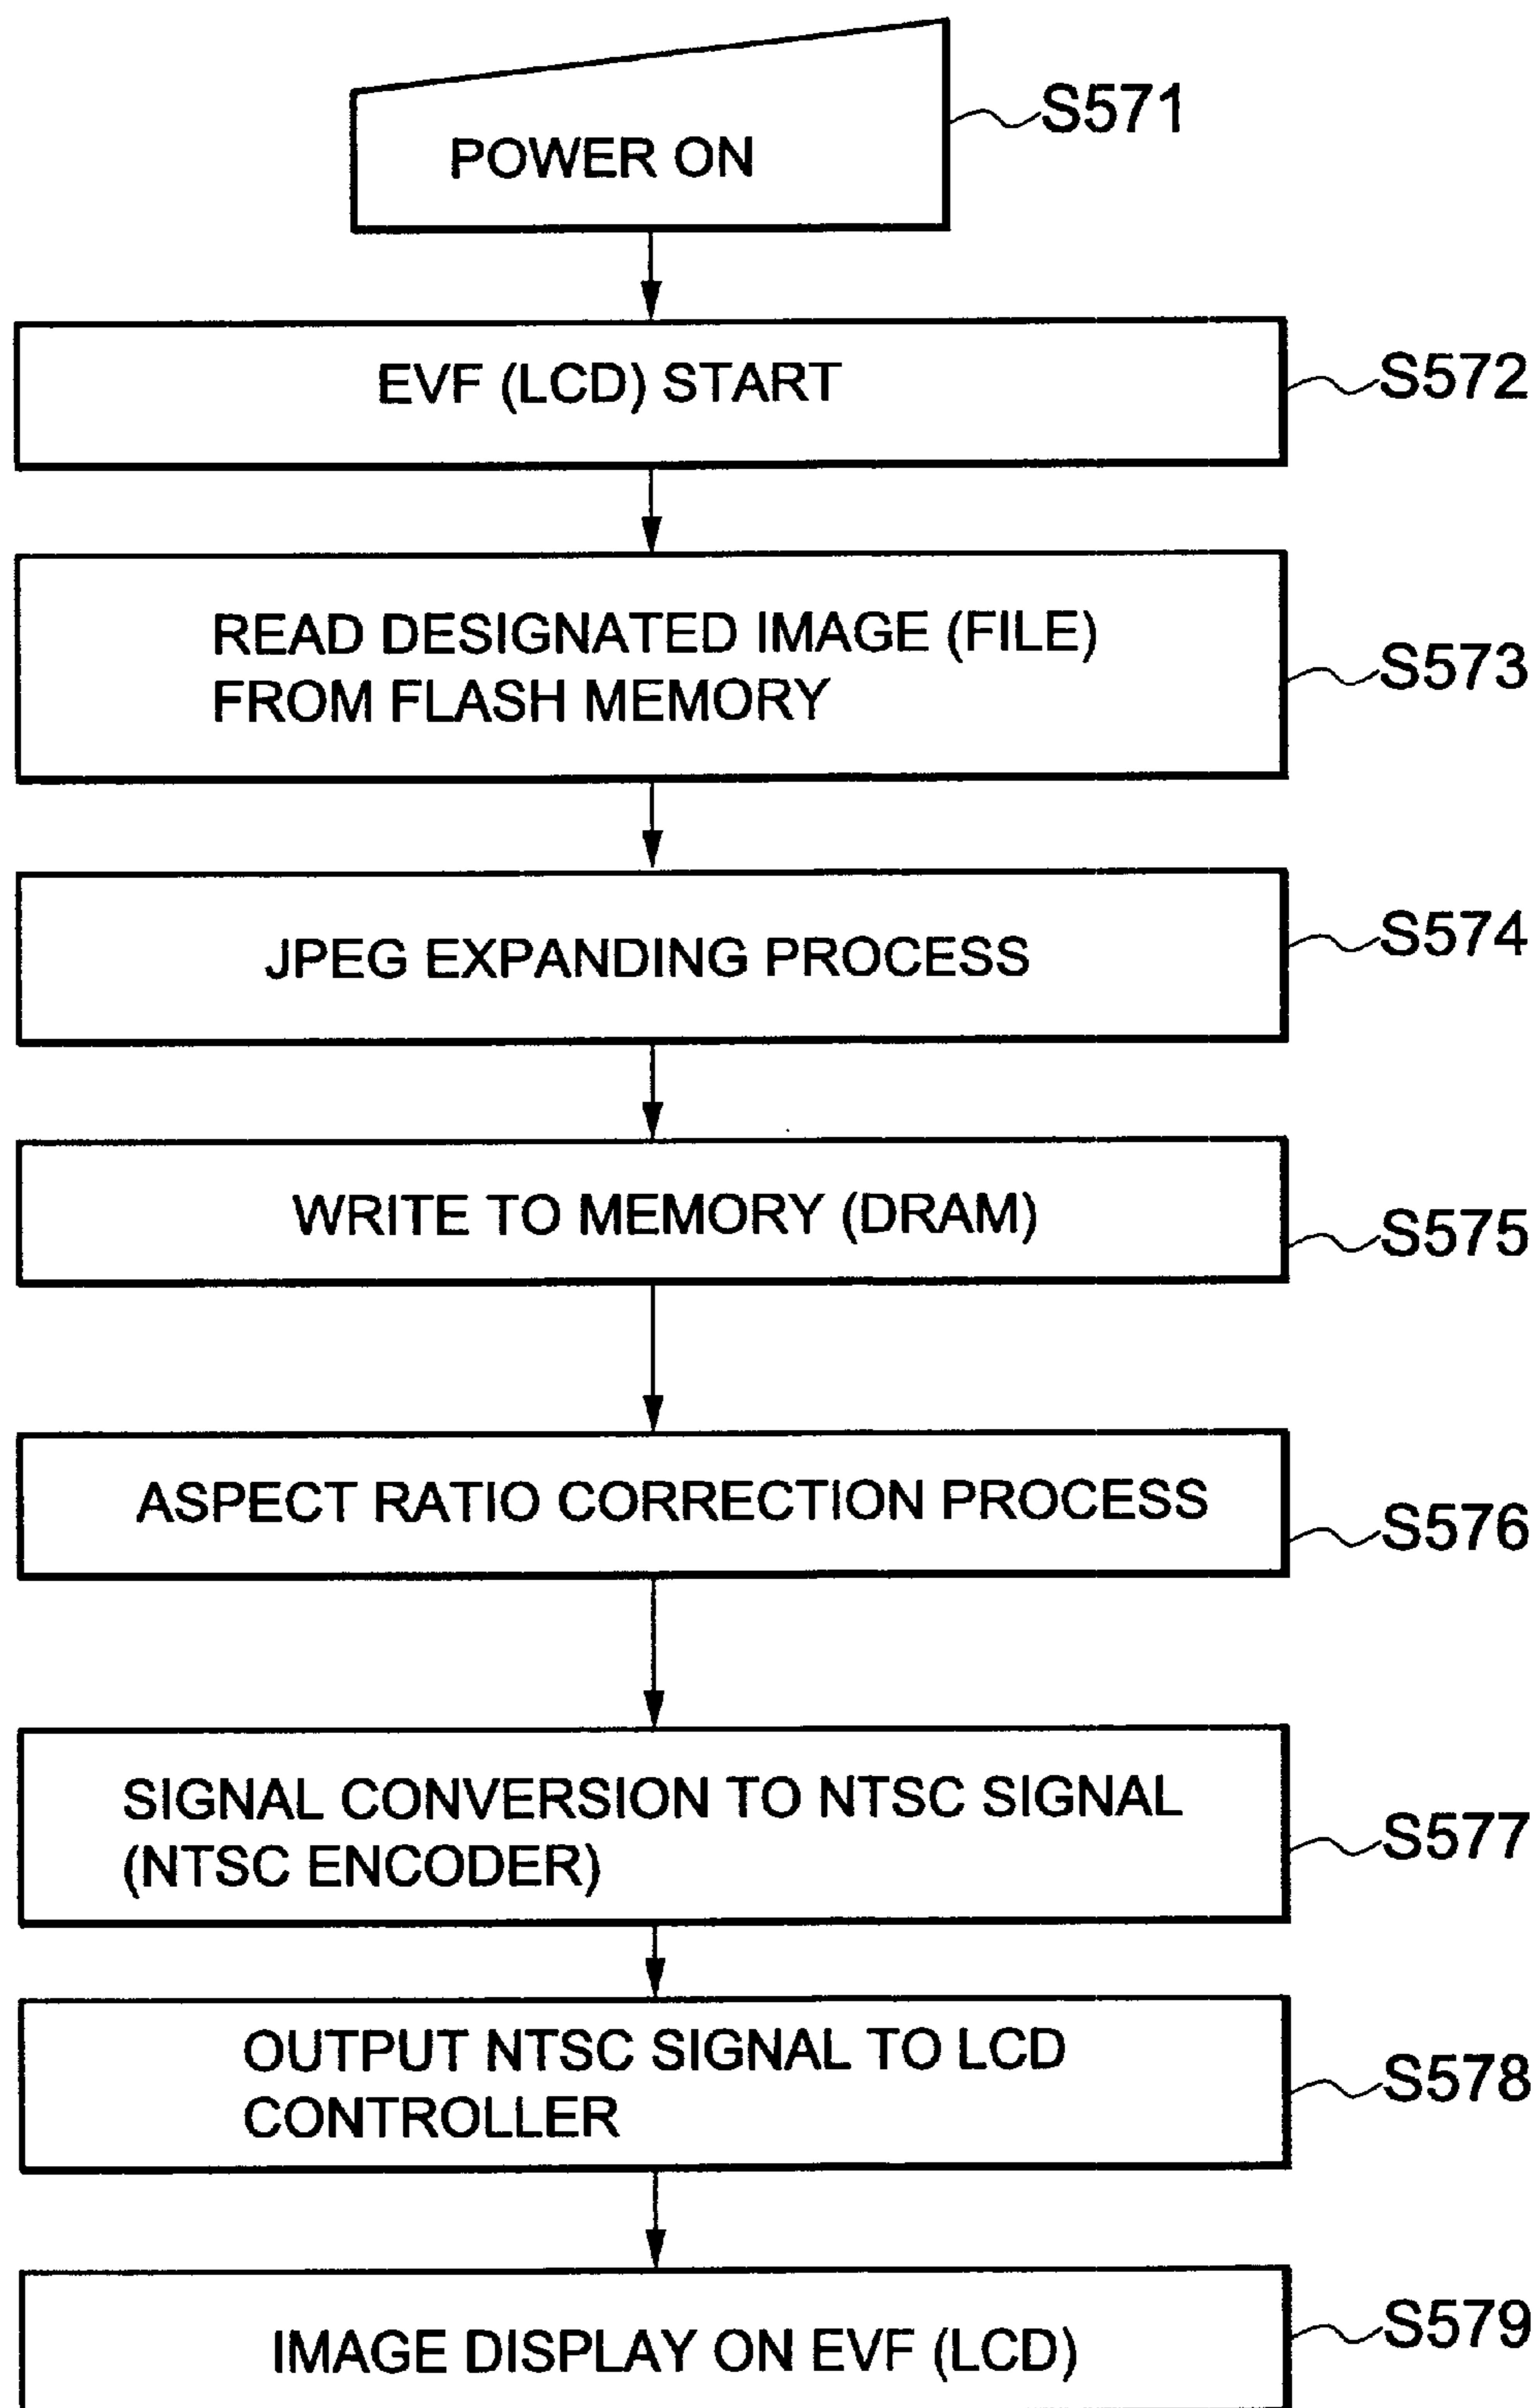 POWER ON
S571
EVF (LCD) START
S572
READ DESIGNATED IMAGE (FILE)
FROM FLASH MEMORY
S573
JPEG EXPANDING PROCESS
S574
WRITE TO MEMORY (DRAM)
S575
ASPECT RATIO CORRECTION PROCESS
S576
SIGNAL CONVERSION TO NTSC SIGNAL
(NTSC ENCODER)
S577
OUTPUT NTSC SIGNAL TO LCD
CONTROLLER
S578
IMAGE DISPLAY ON EVF (LCD)
S579